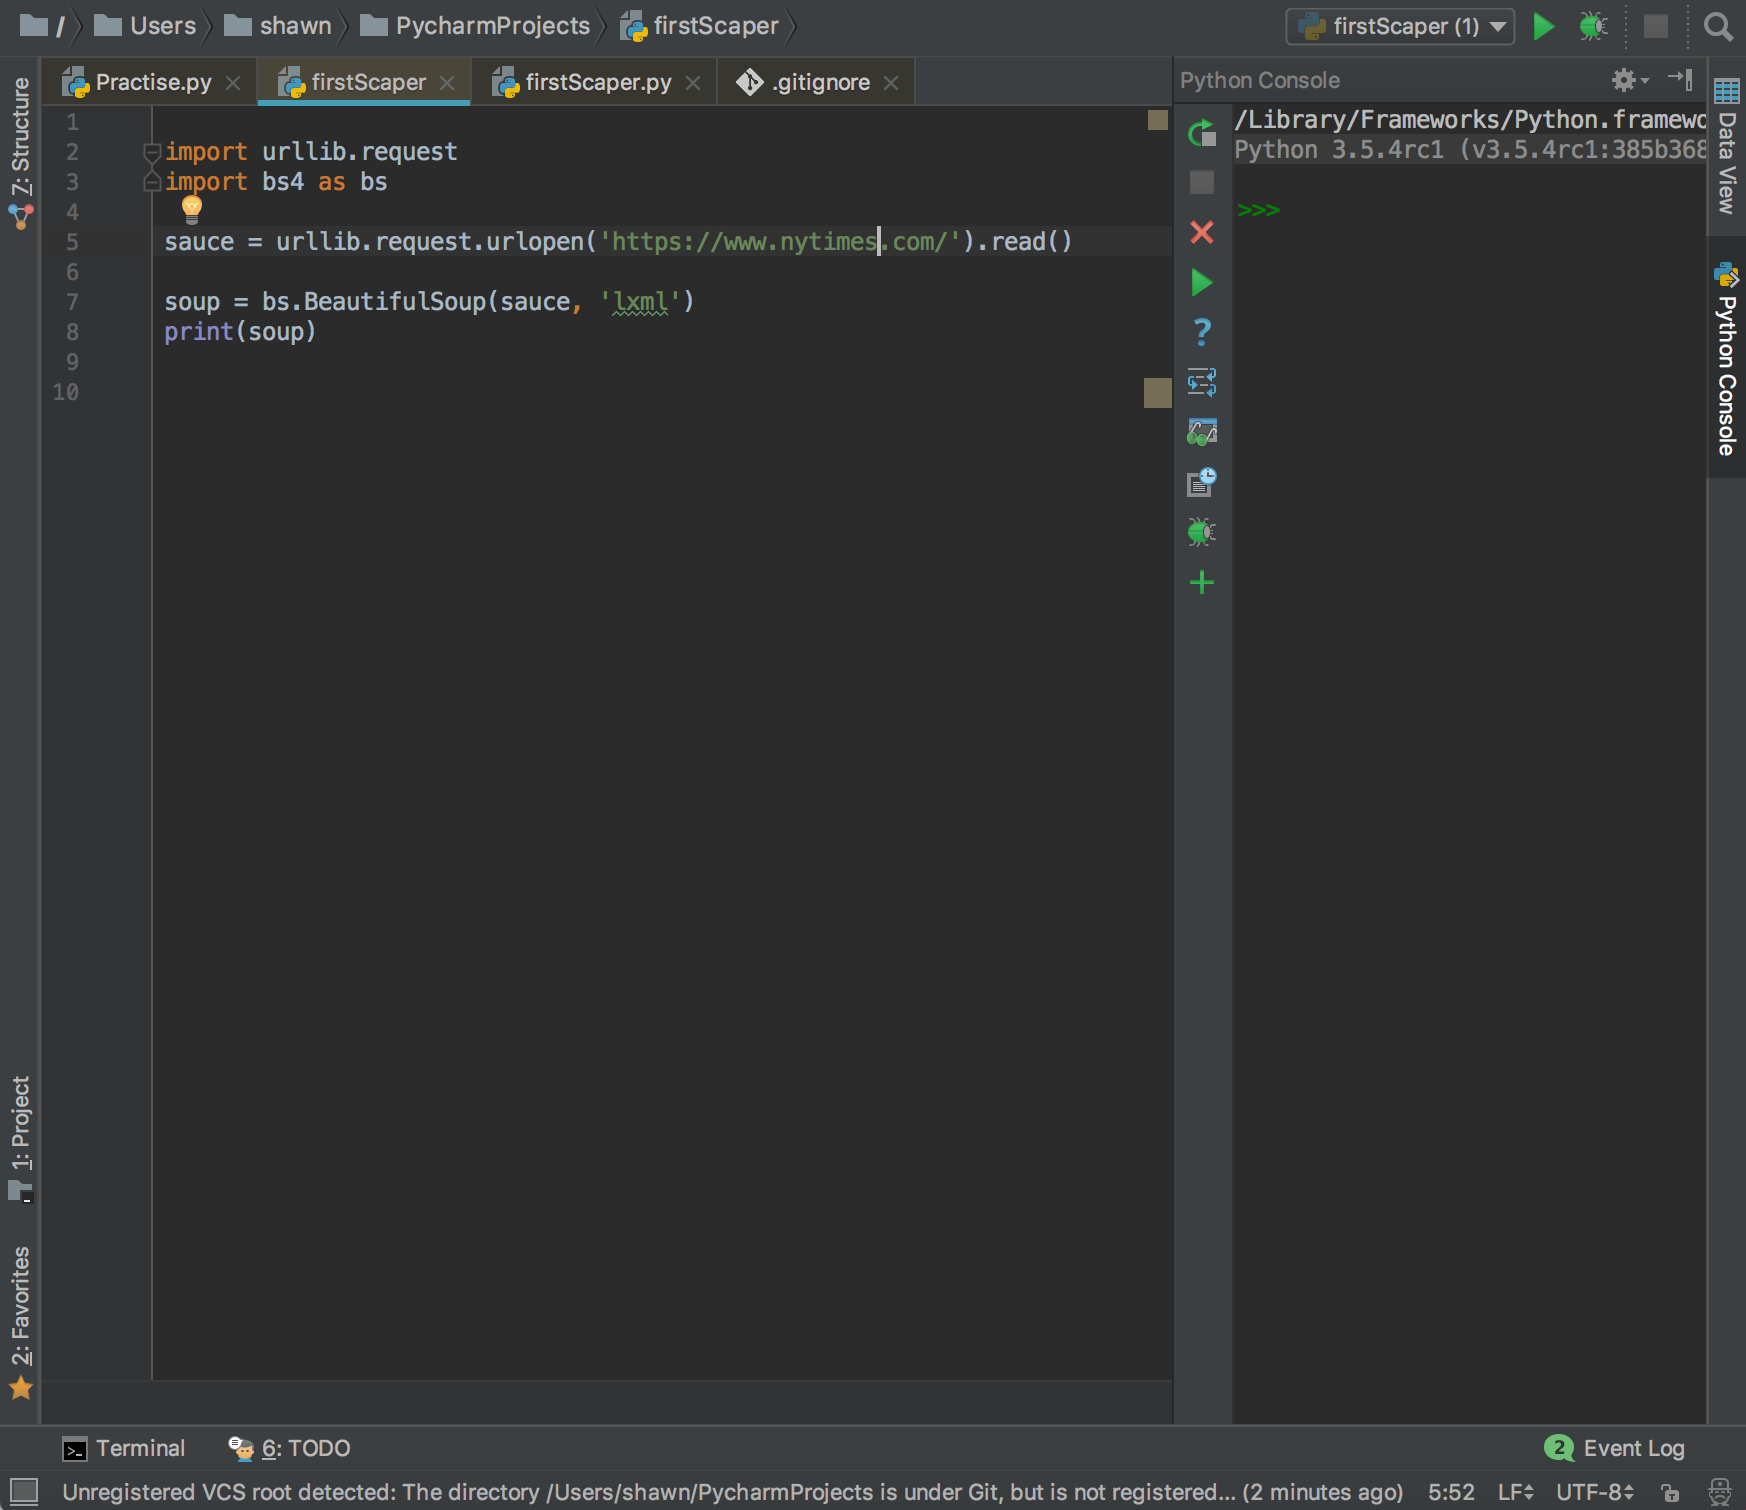 / Users shawn PycharmProjects firstScaper firstScaper (1)
Practise.py firstScaper firstScaper.py .gitignore
Python Console
7: Structure
1: Project
2: Favorites
1
2 import urllib.request
3 import bs4 as bs
4
5 sauce = urllib.request.urlopen('https://www.nytimes.com/').read()
6
7 soup = bs.BeautifulSoup(sauce, 'lxml')
8 print(soup)
9
10
/Library/Frameworks/Python.framewo
Python 3.5.4rc1 (v3.5.4rc1:385b368
>>>
Data View
Python Console
Terminal 6: TODO 2 Event Log
Unregistered VCS root detected: The directory /Users/shawn/PycharmProjects is under Git, but is not registered... (2 minutes ago) 5:52 LF UTF-8